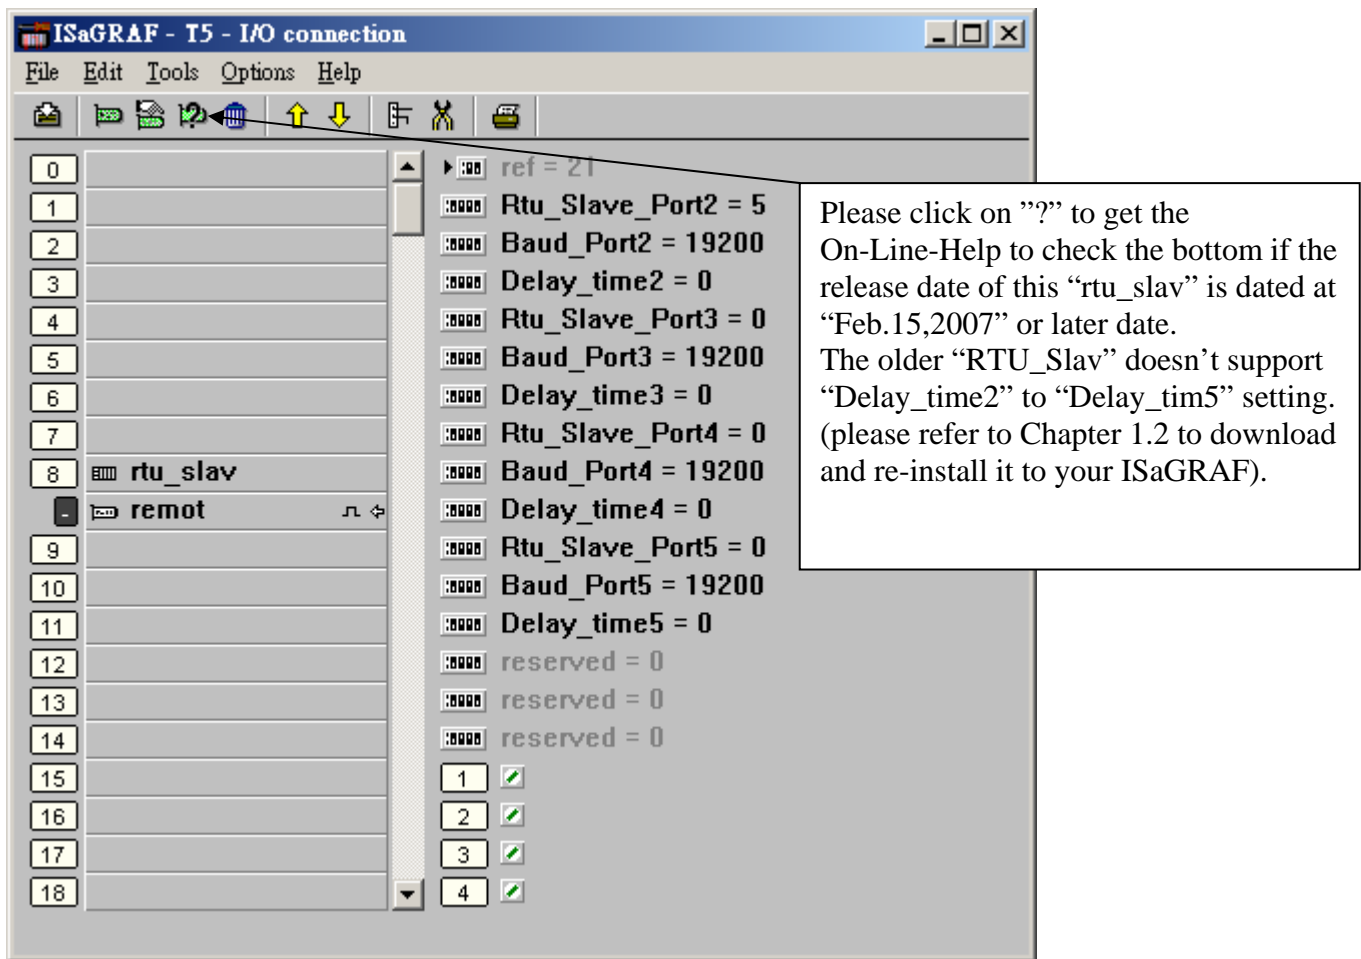 ISaGRAF - T5 - I/O connection
File Edit Tools Options Help
0
1
2
3
4
5
6
7
8 rtu_slav
- remot
9
10
11
12
13
14
15
16
17
18
ref = 21
Rtu_Slave_Port2 = 5
Baud_Port2 = 19200
Delay_time2 = 0
Rtu_Slave_Port3 = 0
Baud_Port3 = 19200
Delay_time3 = 0
Rtu_Slave_Port4 = 0
Baud_Port4 = 19200
Delay_time4 = 0
Rtu_Slave_Port5 = 0
Baud_Port5 = 19200
Delay_time5 = 0
reserved = 0
reserved = 0
reserved = 0
1
2
3
4
Please click on ”?” to get the
On-Line-Help to check the bottom if the
release date of this “rtu_slav” is dated at
“Feb.15,2007” or later date.
The older “RTU_Slav” doesn’t support
“Delay_time2” to “Delay_tim5” setting.
(please refer to Chapter 1.2 to download
and re-install it to your ISaGRAF).